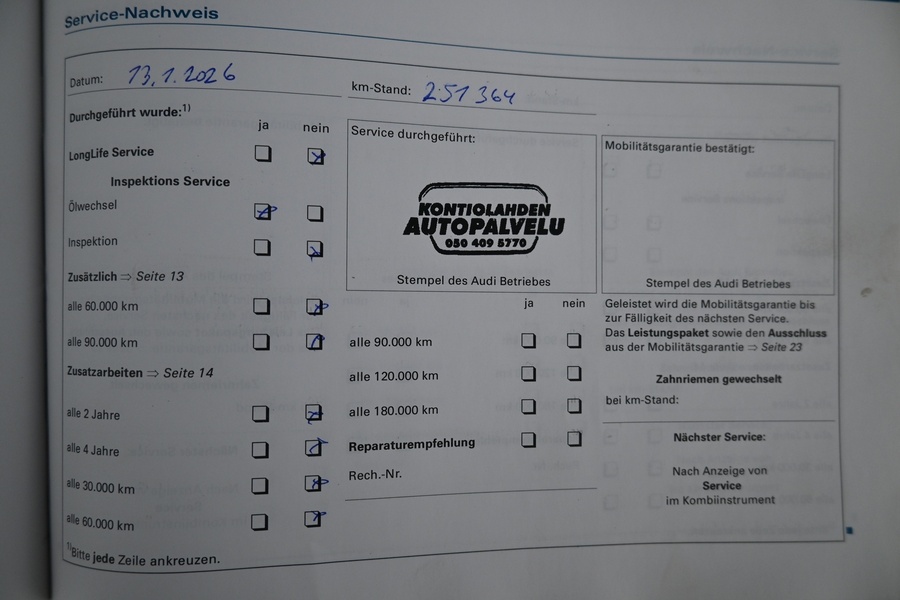 Service-Nachweis
Datum: 13.1.2026
km-Stand: 251 364
Durchgeführt wurde:1)
ja nein
LongLife Service
Inspektions Service
Ölwechsel
Inspektion
Zusätzlich ⇒ Seite 13
alle 60.000 km
alle 90.000 km
Zusatzarbeiten ⇒ Seite 14
alle 2 Jahre
alle 4 Jahre
alle 30.000 km
alle 60.000 km
1)Bitte jede Zeile ankreuzen.
Service durchgeführt:
KONTIOLAHDEN
AUTOPALVELU
050 409 5770
Stempel des Audi Betriebes
ja nein
alle 90.000 km
alle 120.000 km
alle 180.000 km
Reparaturempfehlung
Rech.-Nr.
Mobilitätsgarantie bestätigt:
Stempel des Audi Betriebes
Geleistet wird die Mobilitätsgarantie bis
zur Fälligkeit des nächsten Service.
Das Leistungspaket sowie den Ausschluss
aus der Mobilitätsgarantie ⇒ Seite 23
Zahnriemen gewechselt
bei km-Stand:
Nächster Service:
Nach Anzeige von
Service
im Kombiinstrument